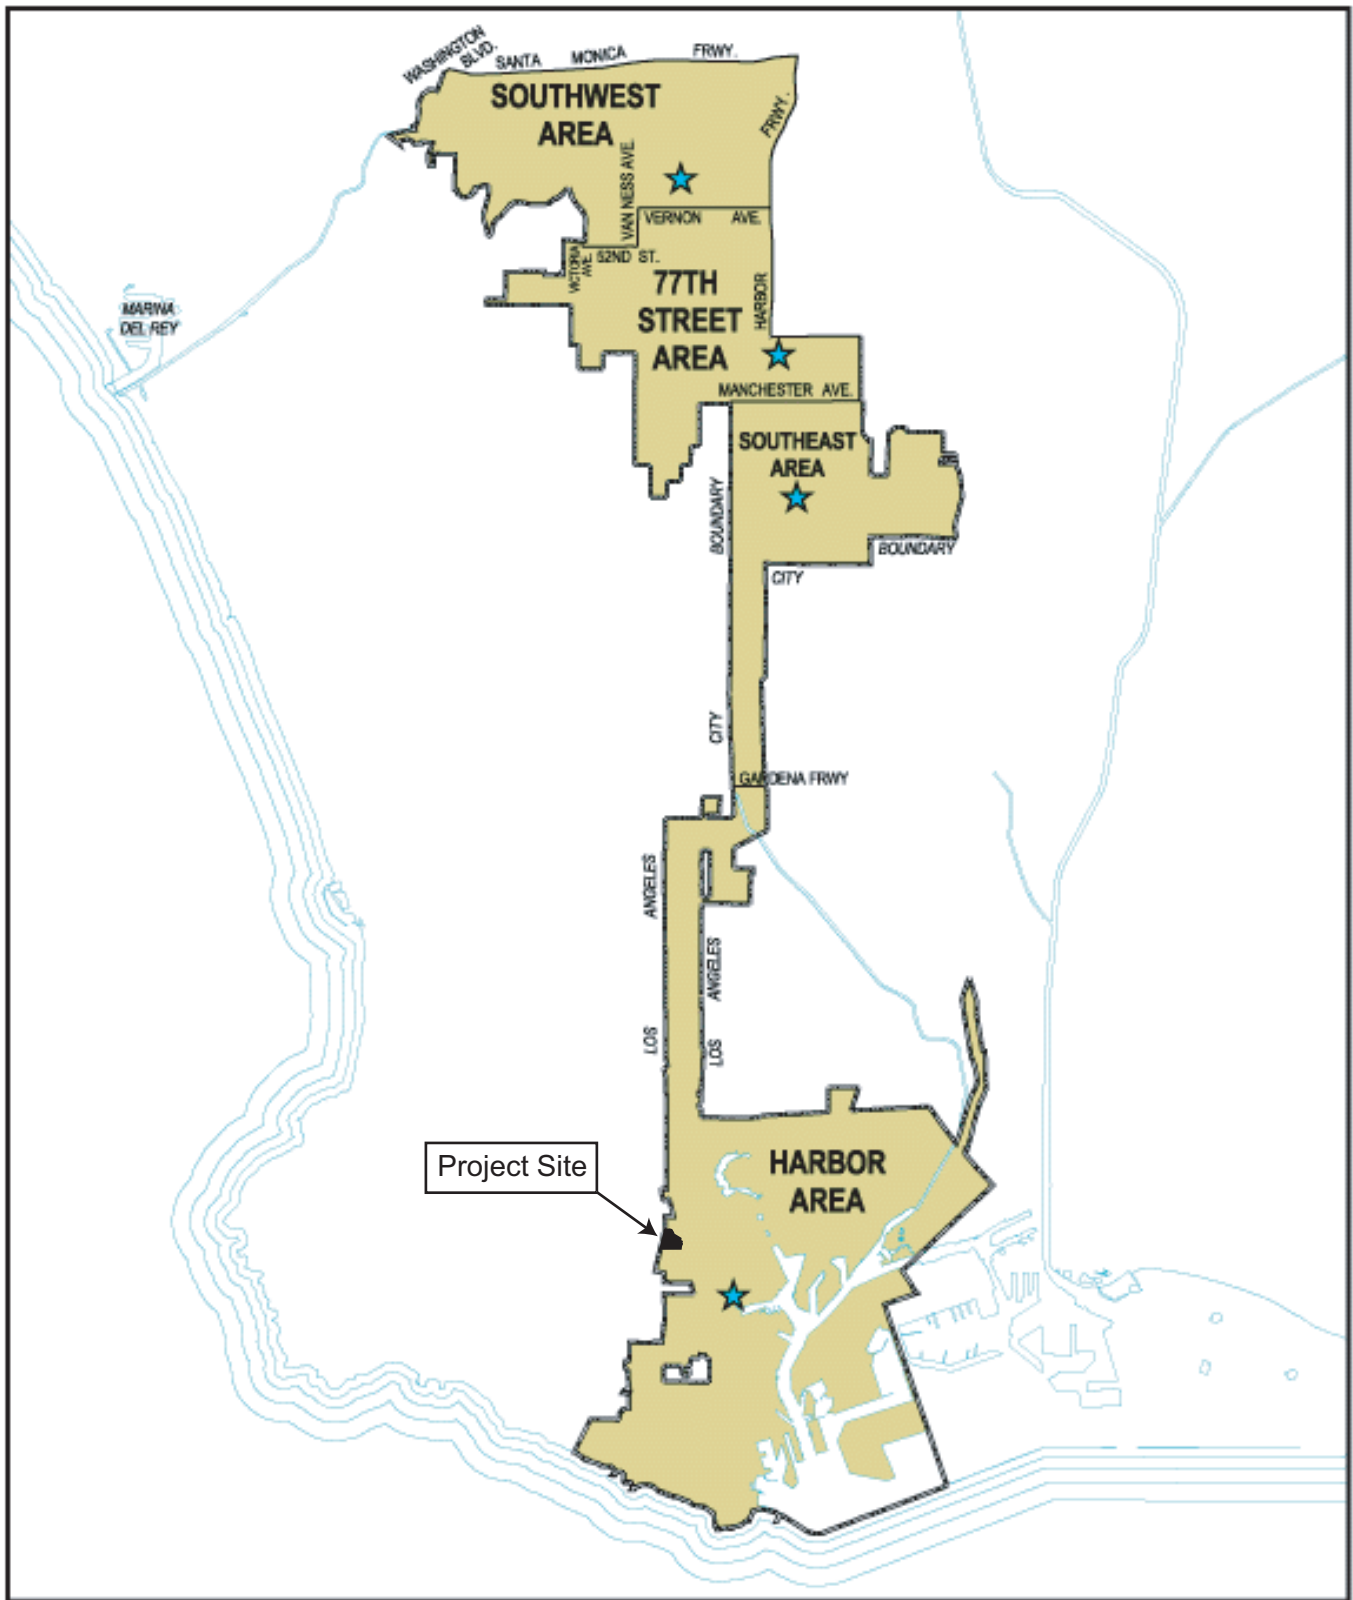 WASHINGTON
BLVD.
SANTA MONICA FRWY.
SOUTHWEST
AREA
FRWY.
VAN NESS AVE.
VERNON AVE.
52ND ST.
VICTORIA
AVE.
77TH
STREET
AREA
HARBOR
MARINA
DEL REY
MANCHESTER AVE.
SOUTHEAST
AREA
BOUNDARY
BOUNDARY
CITY
CITY
GARDENA FRWY
ANGELES
ANGELES
LOS
LOS
Project Site
HARBOR
AREA